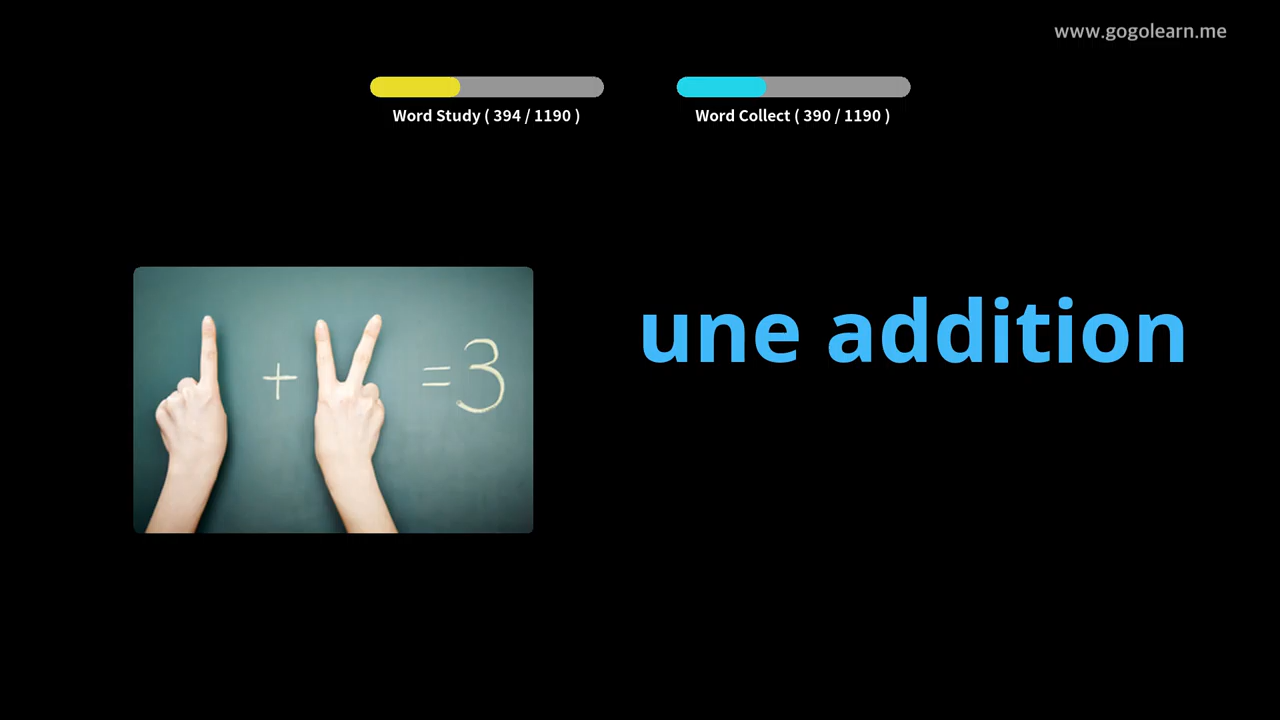 www.gogolearn.me
Word Study ( 394 / 1190 )
Word Collect ( 390 / 1190 )
+ = 3
une addition